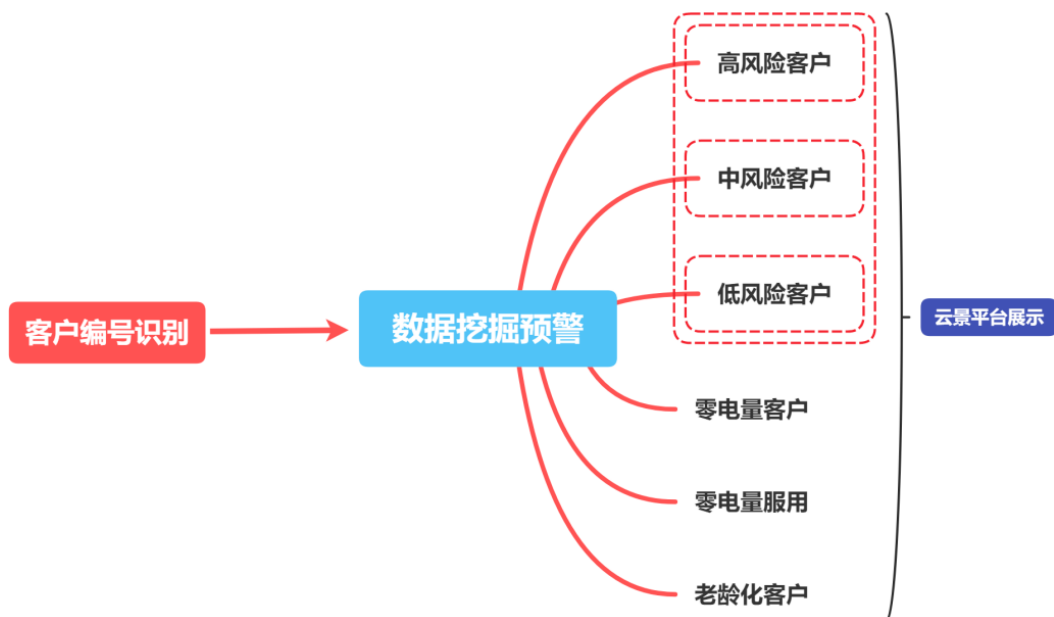 高风险客户
中风险客户
低风险客户
客户编号识别
数据挖掘预警
云景平台展示
零电量客户
零电量服用
老龄化客户